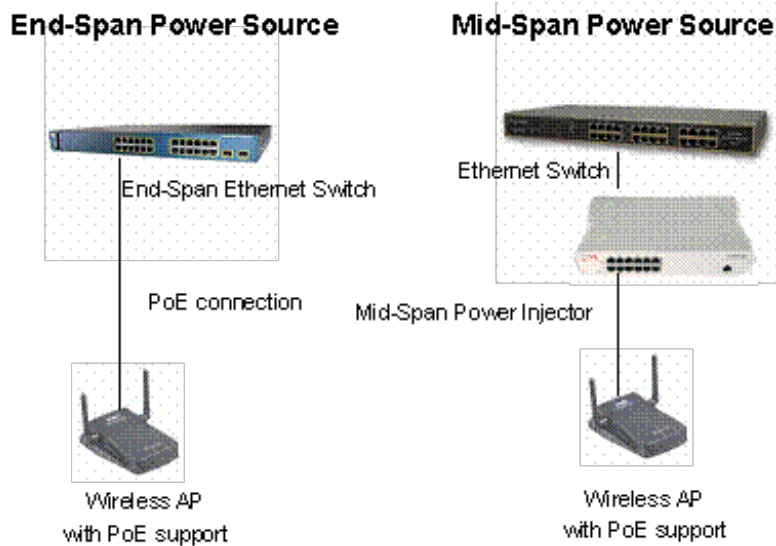 End-Span Power Source
Mid-Span Power Source
End-Span Ethernet Switch
Ethernet Switch
PoE connection
Mid-Span Power Injector
Wireless AP
with PoE support
Wireless AP
with PoE support